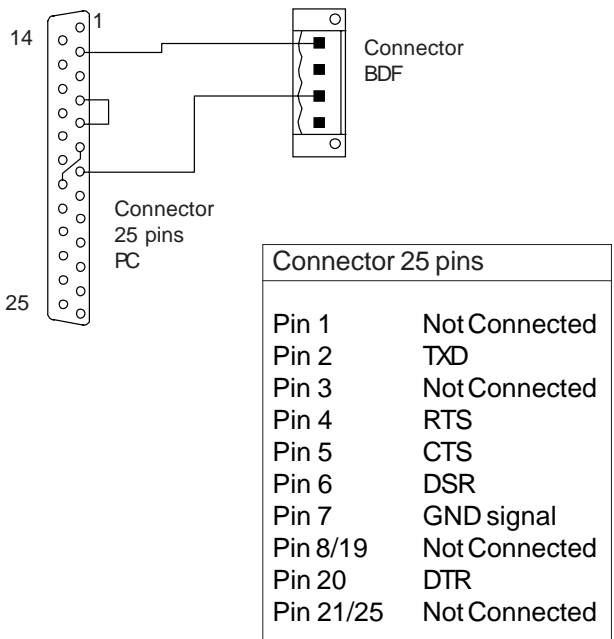 1
14
Connector
BDF
Connector
25 pins
PC
25
Connector 25 pins
Pin 1 Not Connected
Pin 2 TXD
Pin 3 Not Connected
Pin 4 RTS
Pin 5 CTS
Pin 6 DSR
Pin 7 GND signal
Pin 8/19 Not Connected
Pin 20 DTR
Pin 21/25 Not Connected